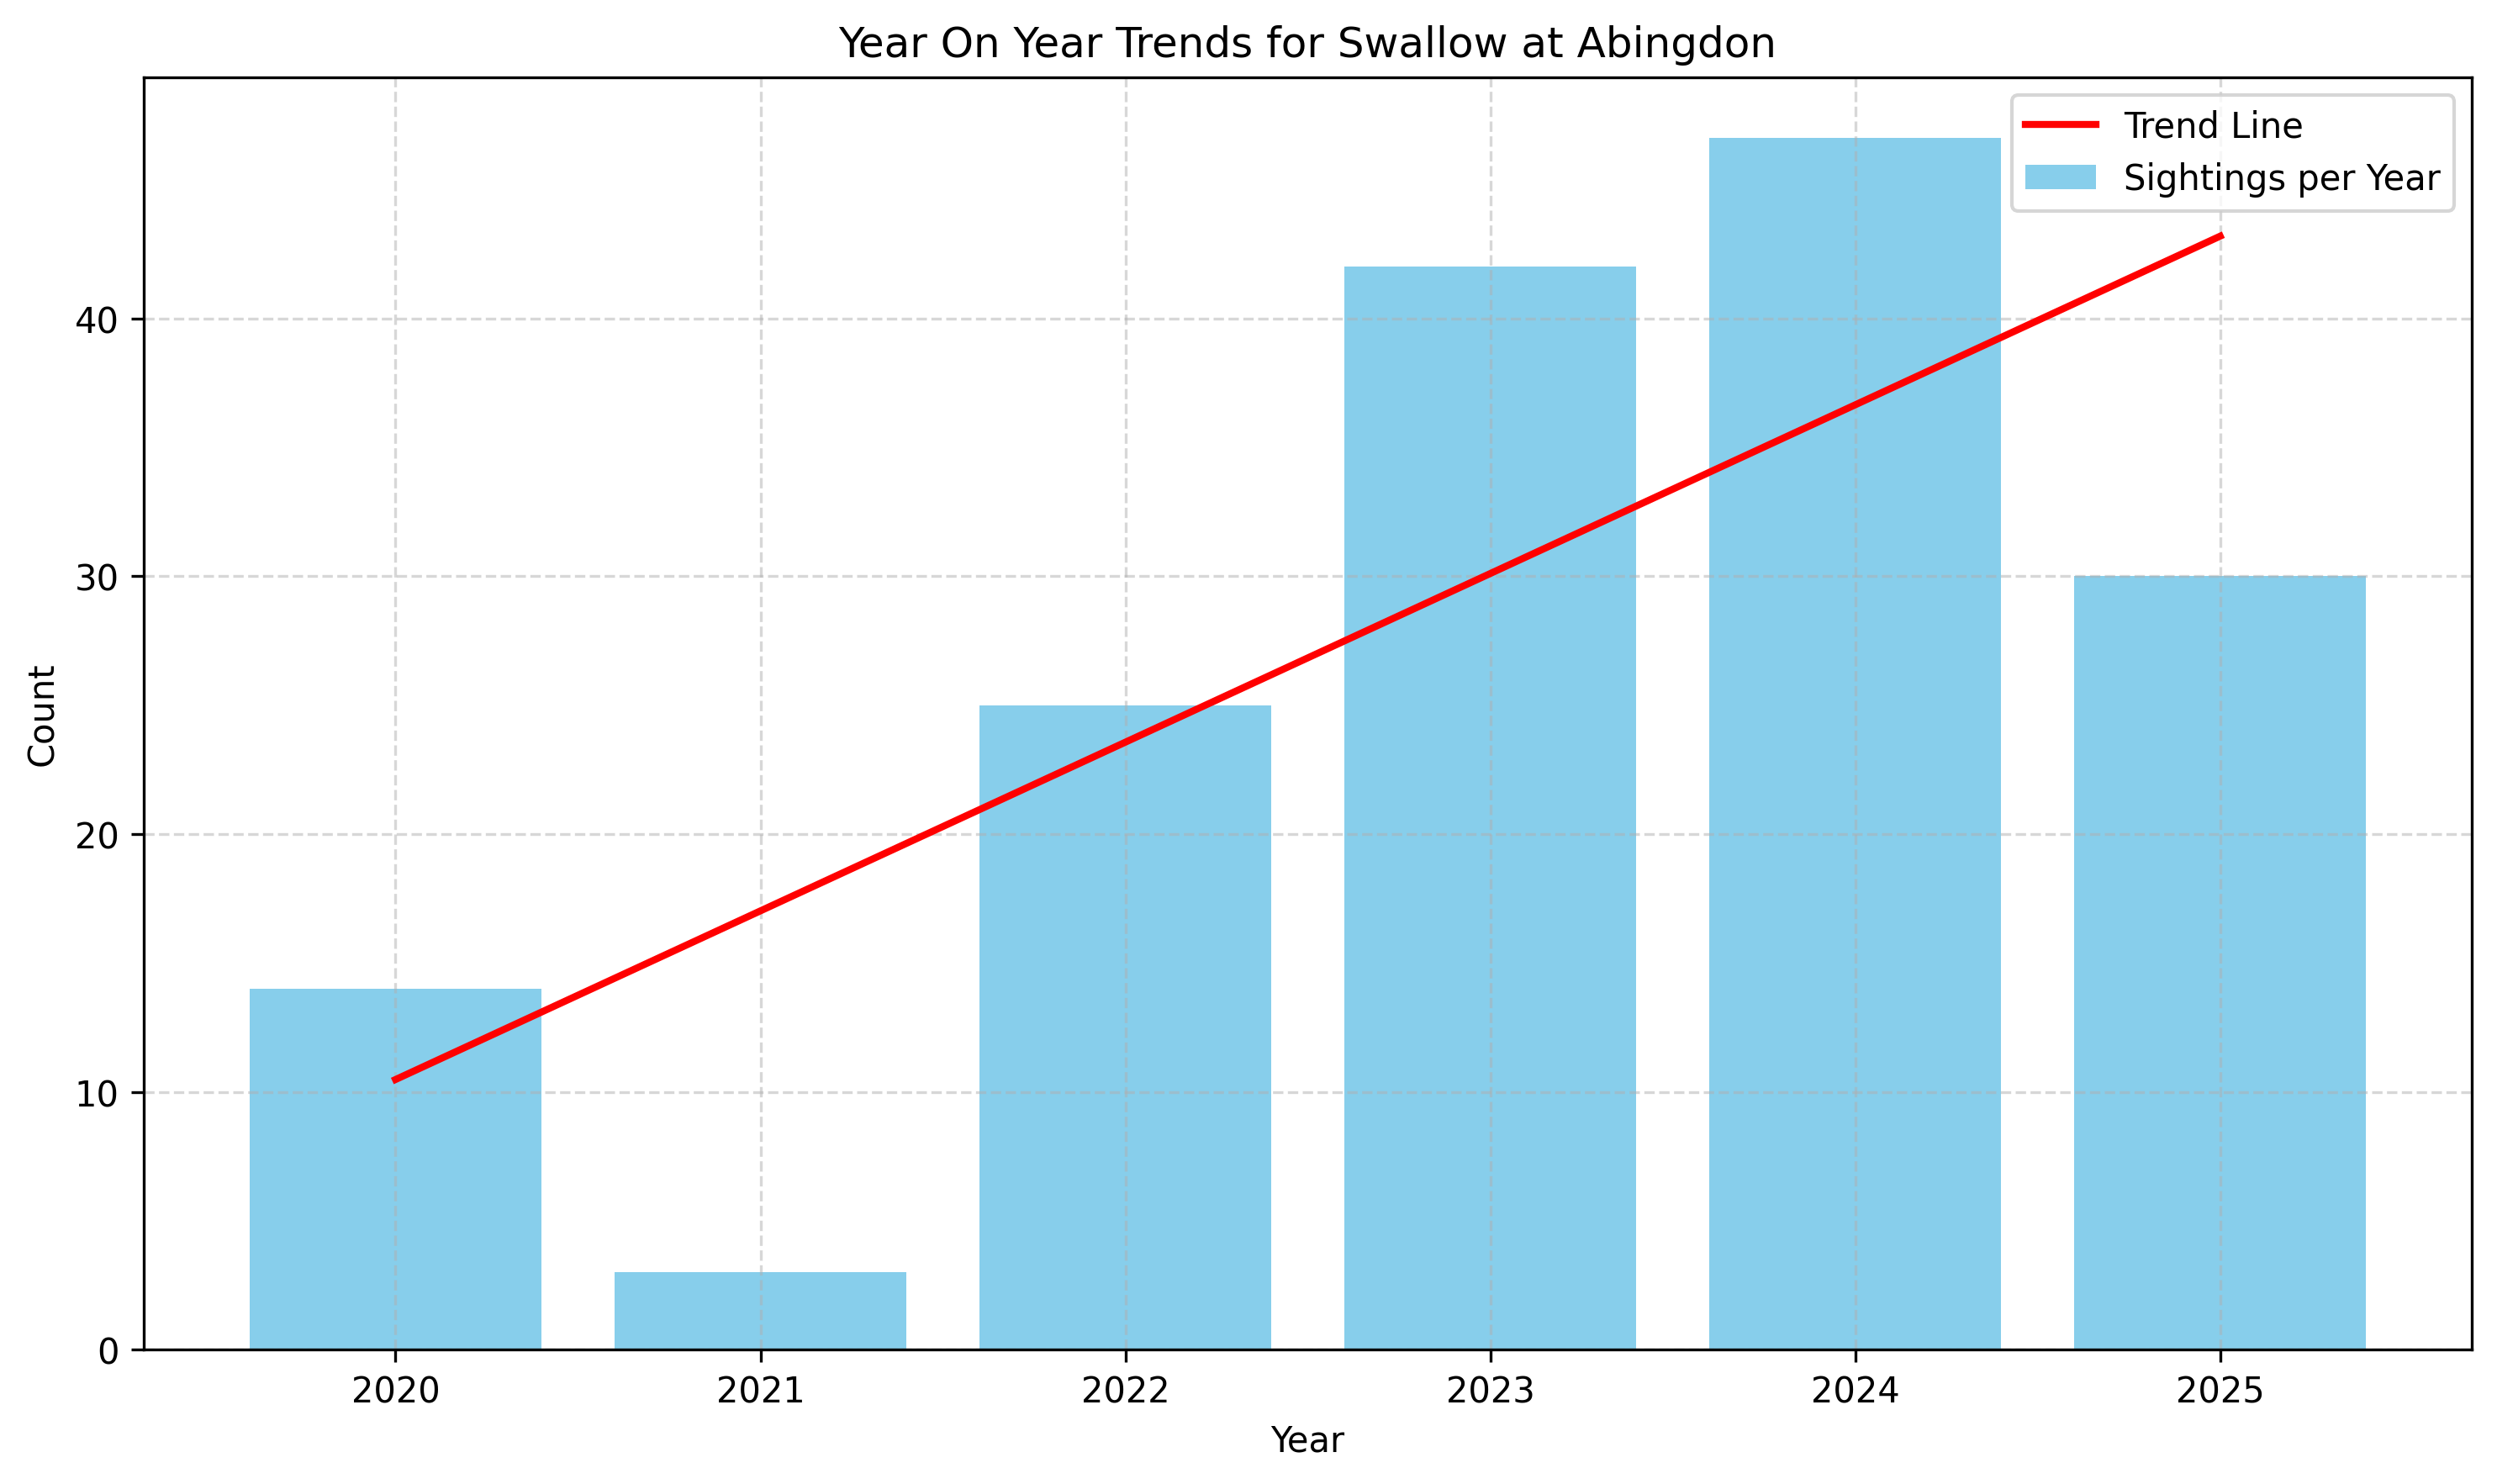 Year On Year Trends for Swallow at Abingdon
Trend Line
Sightings per Year
Count
40
30
20
10
0
2020 2021 2022 2023 2024 2025
Year